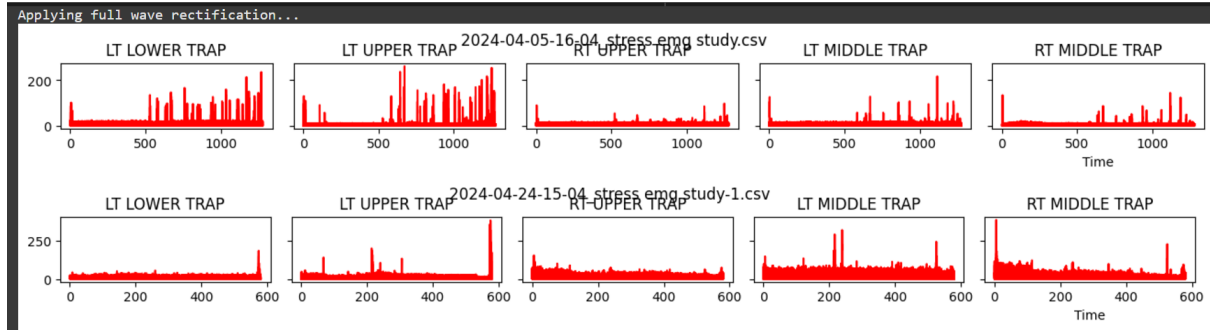 Applying full wave rectification...
2024-04-05-16-04_stress emg study.csv
LT LOWER TRAP LT UPPER TRAP RT UPPER TRAP LT MIDDLE TRAP RT MIDDLE TRAP
200
0
0 500 1000 0 500 1000 0 500 1000 0 500 1000 0 500 1000
Time
2024-04-24-15-04_stress emg study-1.csv
LT LOWER TRAP LT UPPER TRAP RT UPPER TRAP LT MIDDLE TRAP RT MIDDLE TRAP
250
0
0 200 400 600 0 200 400 600 0 200 400 600 0 200 400 600 0 200 400 600
Time